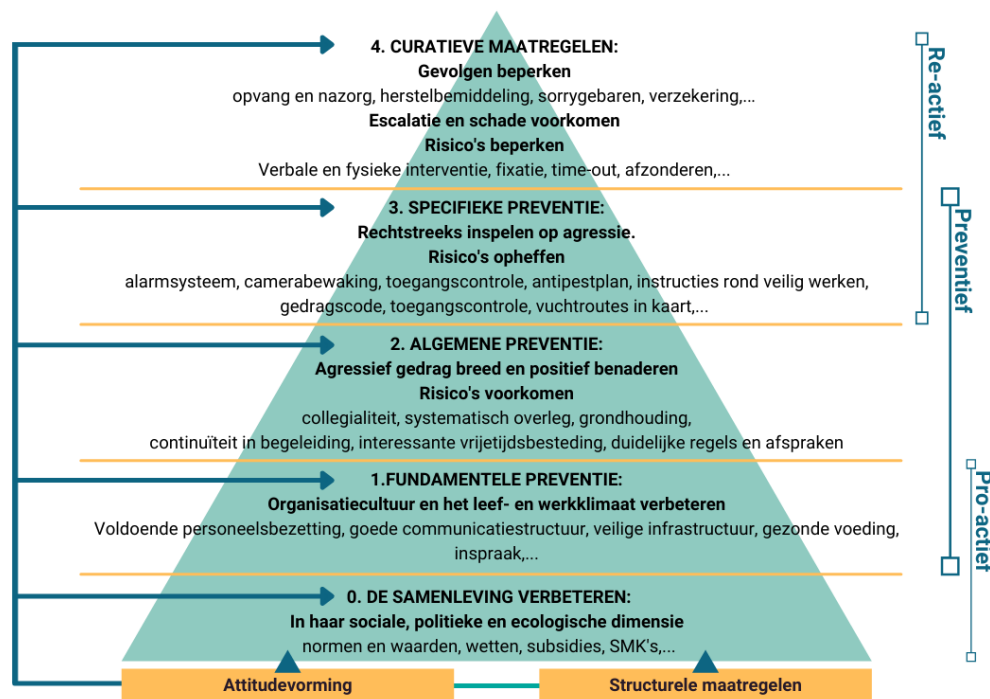 4. CURATIEVE MAATREGELEN:
Gevolgen beperken
opvang en nazorg, herstelbemiddeling, sorrygebaren, verzekering,...
Escalatie en schade voorkomen
Risico's beperken
Verbale en fysieke interventie, fixatie, time-out, afzonderen,...
Re-actief
3. SPECIFIEKE PREVENTIE:
Rechtstreeks inspelen op agressie.
Risico's opheffen
alarmsysteem, camerabewaking, toegangscontrole, antipestplan, instructies rond veilig werken,
gedragscode, toegangscontrole, vuchtroutes in kaart,...
Preventief
2. ALGEMENE PREVENTIE:
Agressief gedrag breed en positief benaderen
Risico's voorkomen
collegialiteit, systematisch overleg, grondhouding,
continuïteit in begeleiding, interessante vrijetijdsbesteding, duidelijke regels en afspraken
1.FUNDAMENTELE PREVENTIE:
Organisatiecultuur en het leef- en werkklimaat verbeteren
Voldoende personeelsbezetting, goede communicatiestructuur, veilige infrastructuur, gezonde voeding,
inspraak,...
Pro-actief
0. DE SAMENLEVING VERBETEREN:
In haar sociale, politieke en ecologische dimensie
normen en waarden, wetten, subsidies, SMK's,...
Attitudevorming
Structurele maatregelen